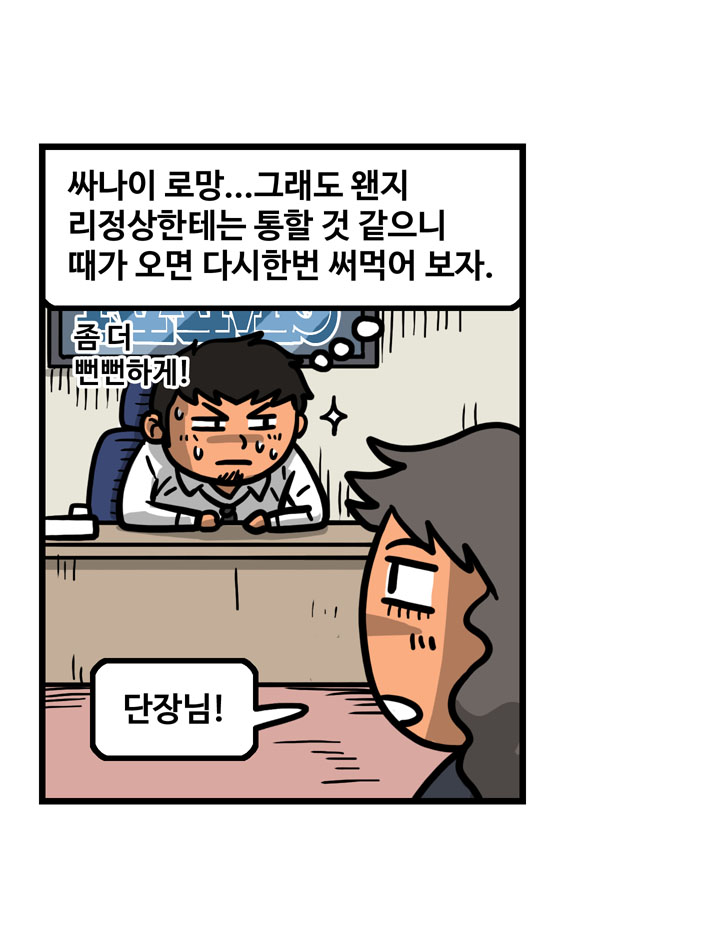 싸나이 로망...그래도 왠지
리정상한테는 통할 것 같으니
때가 오면 다시한번 써먹어 보자.
좀 더
뻔뻔하게!
단장님!